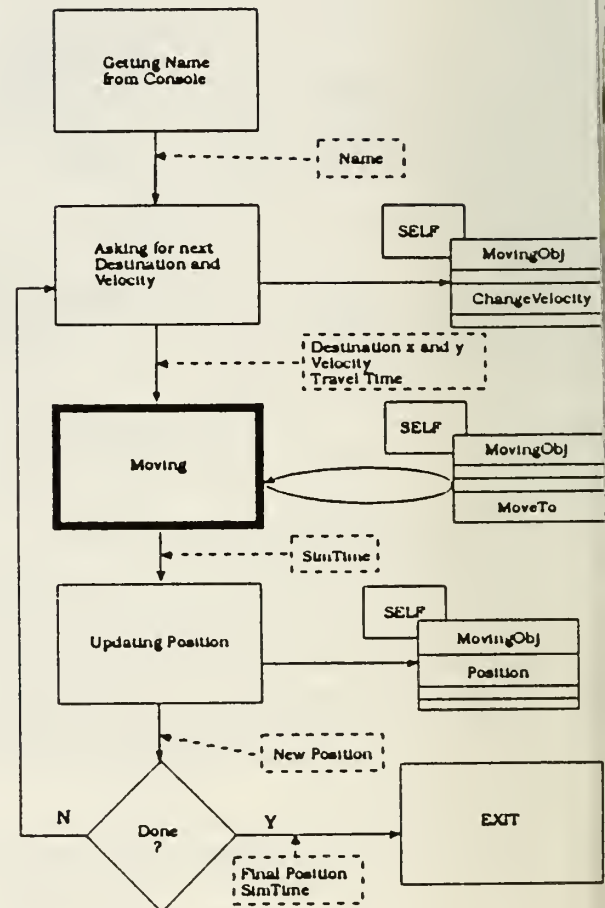 Getting Name
from Console
Name
Asking for next
Destination and
Velocity
SELF
MovingObj
ChangeVelocity
Destination x and y
Velocity
Travel Time
Moving
SELF
MovingObj
MoveTo
SimTime
Updating Position
SELF
MovingObj
Position
New Position
N
Done
?
Y
EXIT
Final Position
SimTime